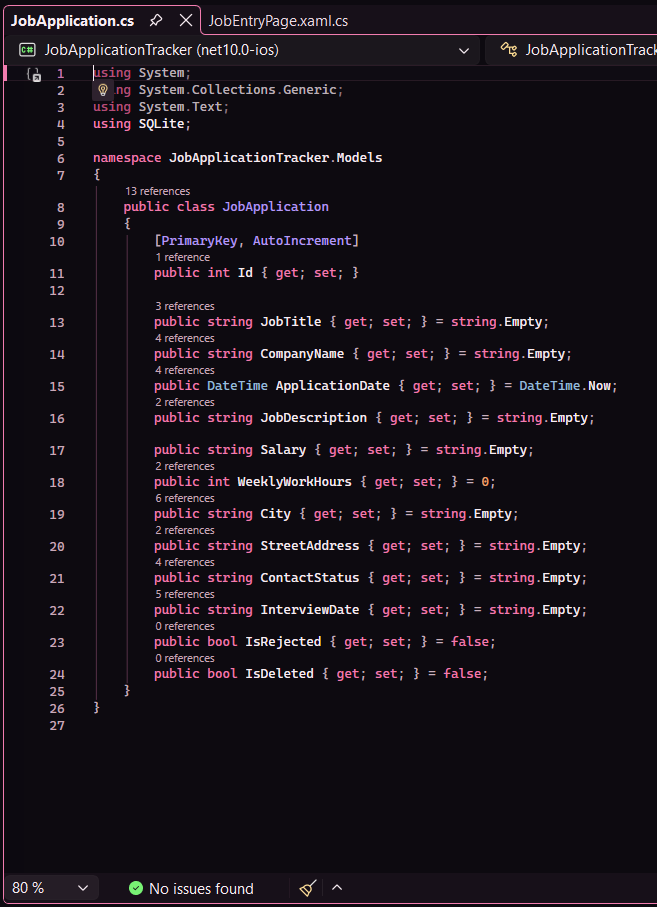 JobApplication.cs
JobEntryPage.xaml.cs
C# JobApplicationTracker (net10.0-ios)
1 using System;
2 System.Collections.Generic;
3 using System.Text;
4 using SQLite;
5
6 namespace JobApplicationTracker.Models
7 {
13 references
8 public class JobApplication
9 {
10 [PrimaryKey, AutoIncrement]
1 reference
11 public int Id { get; set; }
12
3 references
13 public string JobTitle { get; set; } = string.Empty;
4 references
14 public string CompanyName { get; set; } = string.Empty;
4 references
15 public DateTime ApplicationDate { get; set; } = DateTime.Now;
2 references
16 public string JobDescription { get; set; } = string.Empty;
17 public string Salary { get; set; } = string.Empty;
2 references
18 public int WeeklyWorkHours { get; set; } = 0;
6 references
19 public string City { get; set; } = string.Empty;
2 references
20 public string StreetAddress { get; set; } = string.Empty;
4 references
21 public string ContactStatus { get; set; } = string.Empty;
5 references
22 public string InterviewDate { get; set; } = string.Empty;
0 references
23 public bool IsRejected { get; set; } = false;
0 references
24 public bool IsDeleted { get; set; } = false;
25 }
26 }
27
80 % No issues found